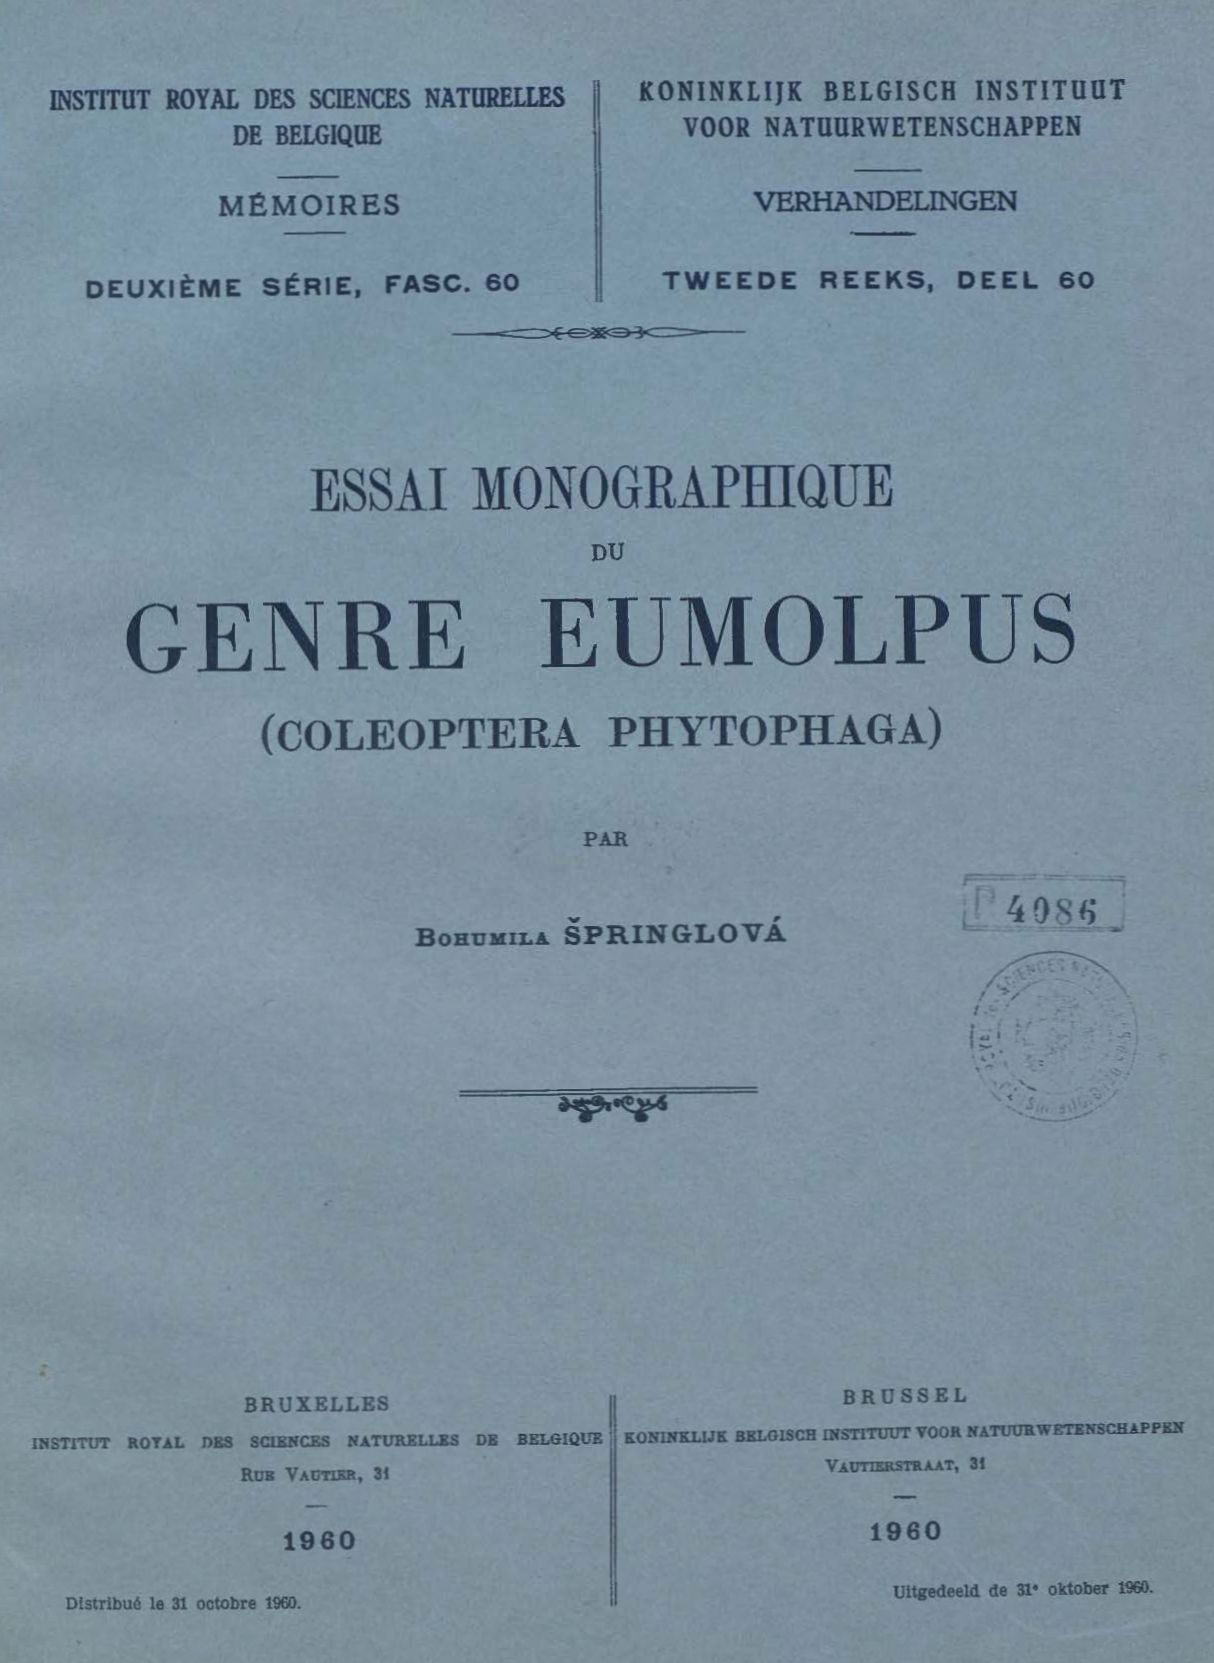 INSTITUT ROYAL DES SCIENCES NATURELLES
DE BELGIQUE
MÉMOIRES
DEUXIÈME SÉRIE, FASC. 60
KONINKLIJK BELGISCH INSTITUUT
VOOR NATUURWETENSCHAPPEN
VERHANDELINGEN
TWEEDE REEKS, DEEL 60
ESSAI MONOGRAPHIQUE
DU
GENRE EUMOLPUS
(COLEOPTERA PHYTOPHAGA)
PAR
BOHUMILA ŠPRINGLOVÁ
4086
SCIENCES
BRUXELLES
INSTITUT ROYAL DES SCIENCES NATURELLES DE BELGIQUE
RUE VAUTIER, 31
1960
Distribué le 31 octobre 1960.
BRUSSEL
KONINKLIJK BELGISCH INSTITUUT VOOR NATUURWETENSCHAPPEN
VAUTIERSTRAAT, 31
1960
Uitgedeeld de 31e oktober 1960.